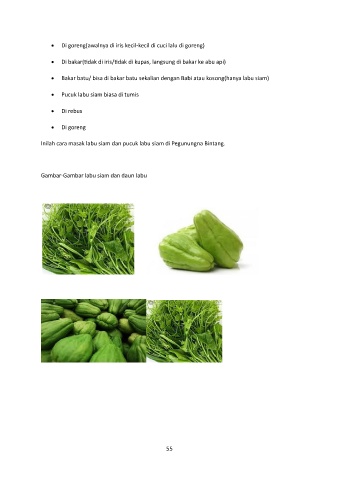 • Di goreng(awalnya di iris kecil-kecil di cuci lalu di goreng)
• Di bakar(tidak di iris/tidak di kupas, langsung di bakar ke abu api)
• Bakar batu/ bisa di bakar batu sekalian dengan Babi atau kosong(hanya labu siam)
• Pucuk labu siam biasa di tumis
• Di rebus
• Di goreng
Inilah cara masak labu siam dan pucuk labu siam di Pegunungna Bintang.
Gambar-Gambar labu siam dan daun labu
55